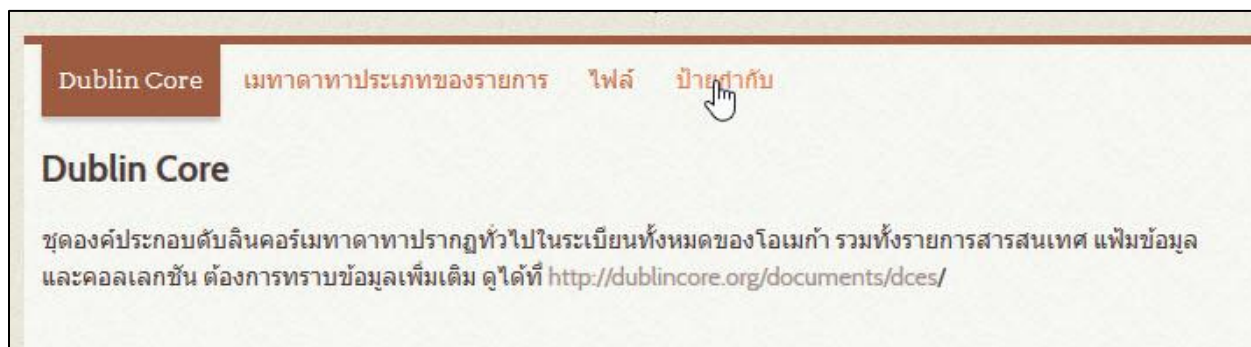 Dublin Core เมทาดาทาประเภทของรายการ ไฟล์ ป้ายกำกับ
Dublin Core
ชุดองค์ประกอบดับลินคอร์เมทาดาทาปรากฏทั่วไปในระเบียนทั้งหมดของโอเมก้า รวมทั้งรายการสารสนเทศ แฟ้มข้อมูล
และคอลเลกชัน ต้องการทราบข้อมูลเพิ่มเติม ดูได้ที่ http://dublincore.org/documents/dces/